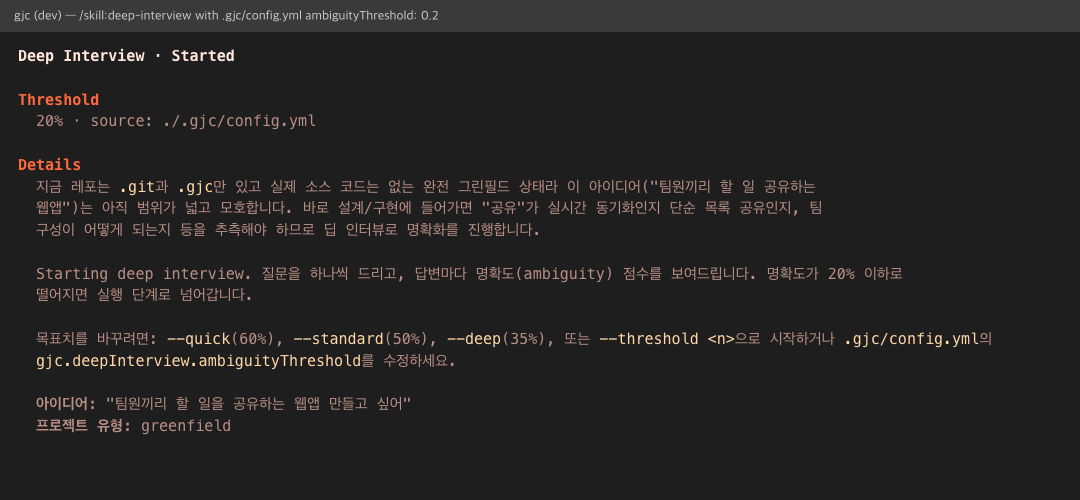 gjc (dev) — /skill:deep-interview with .gjc/config.yml ambiguityThreshold: 0.2
Deep Interview · Started
Threshold
20% · source: ./.gjc/config.yml
Details
지금 레포는 .git과 .gjc만 있고 실제 소스 코드는 없는 완전 그린필드 상태라 이 아이디어("팀원끼리 할 일 공유하는
웹앱")는 아직 범위가 넓고 모호합니다. 바로 설계/구현에 들어가면 "공유"가 실시간 동기화인지 단순 목록 공유인지, 팀
구성이 어떻게 되는지 등을 추측해야 하므로 딥 인터뷰로 명확화를 진행합니다.
Starting deep interview. 질문을 하나씩 드리고, 답변마다 명확도(ambiguity) 점수를 보여드립니다. 명확도가 20% 이하로
떨어지면 실행 단계로 넘어갑니다.
목표치를 바꾸려면: --quick(60%), --standard(50%), --deep(35%), 또는 --threshold <n>으로 시작하거나 .gjc/config.yml의
gjc.deepInterview.ambiguityThreshold를 수정하세요.
아이디어: "팀원끼리 할 일을 공유하는 웹앱 만들고 싶어"
프로젝트 유형: greenfield